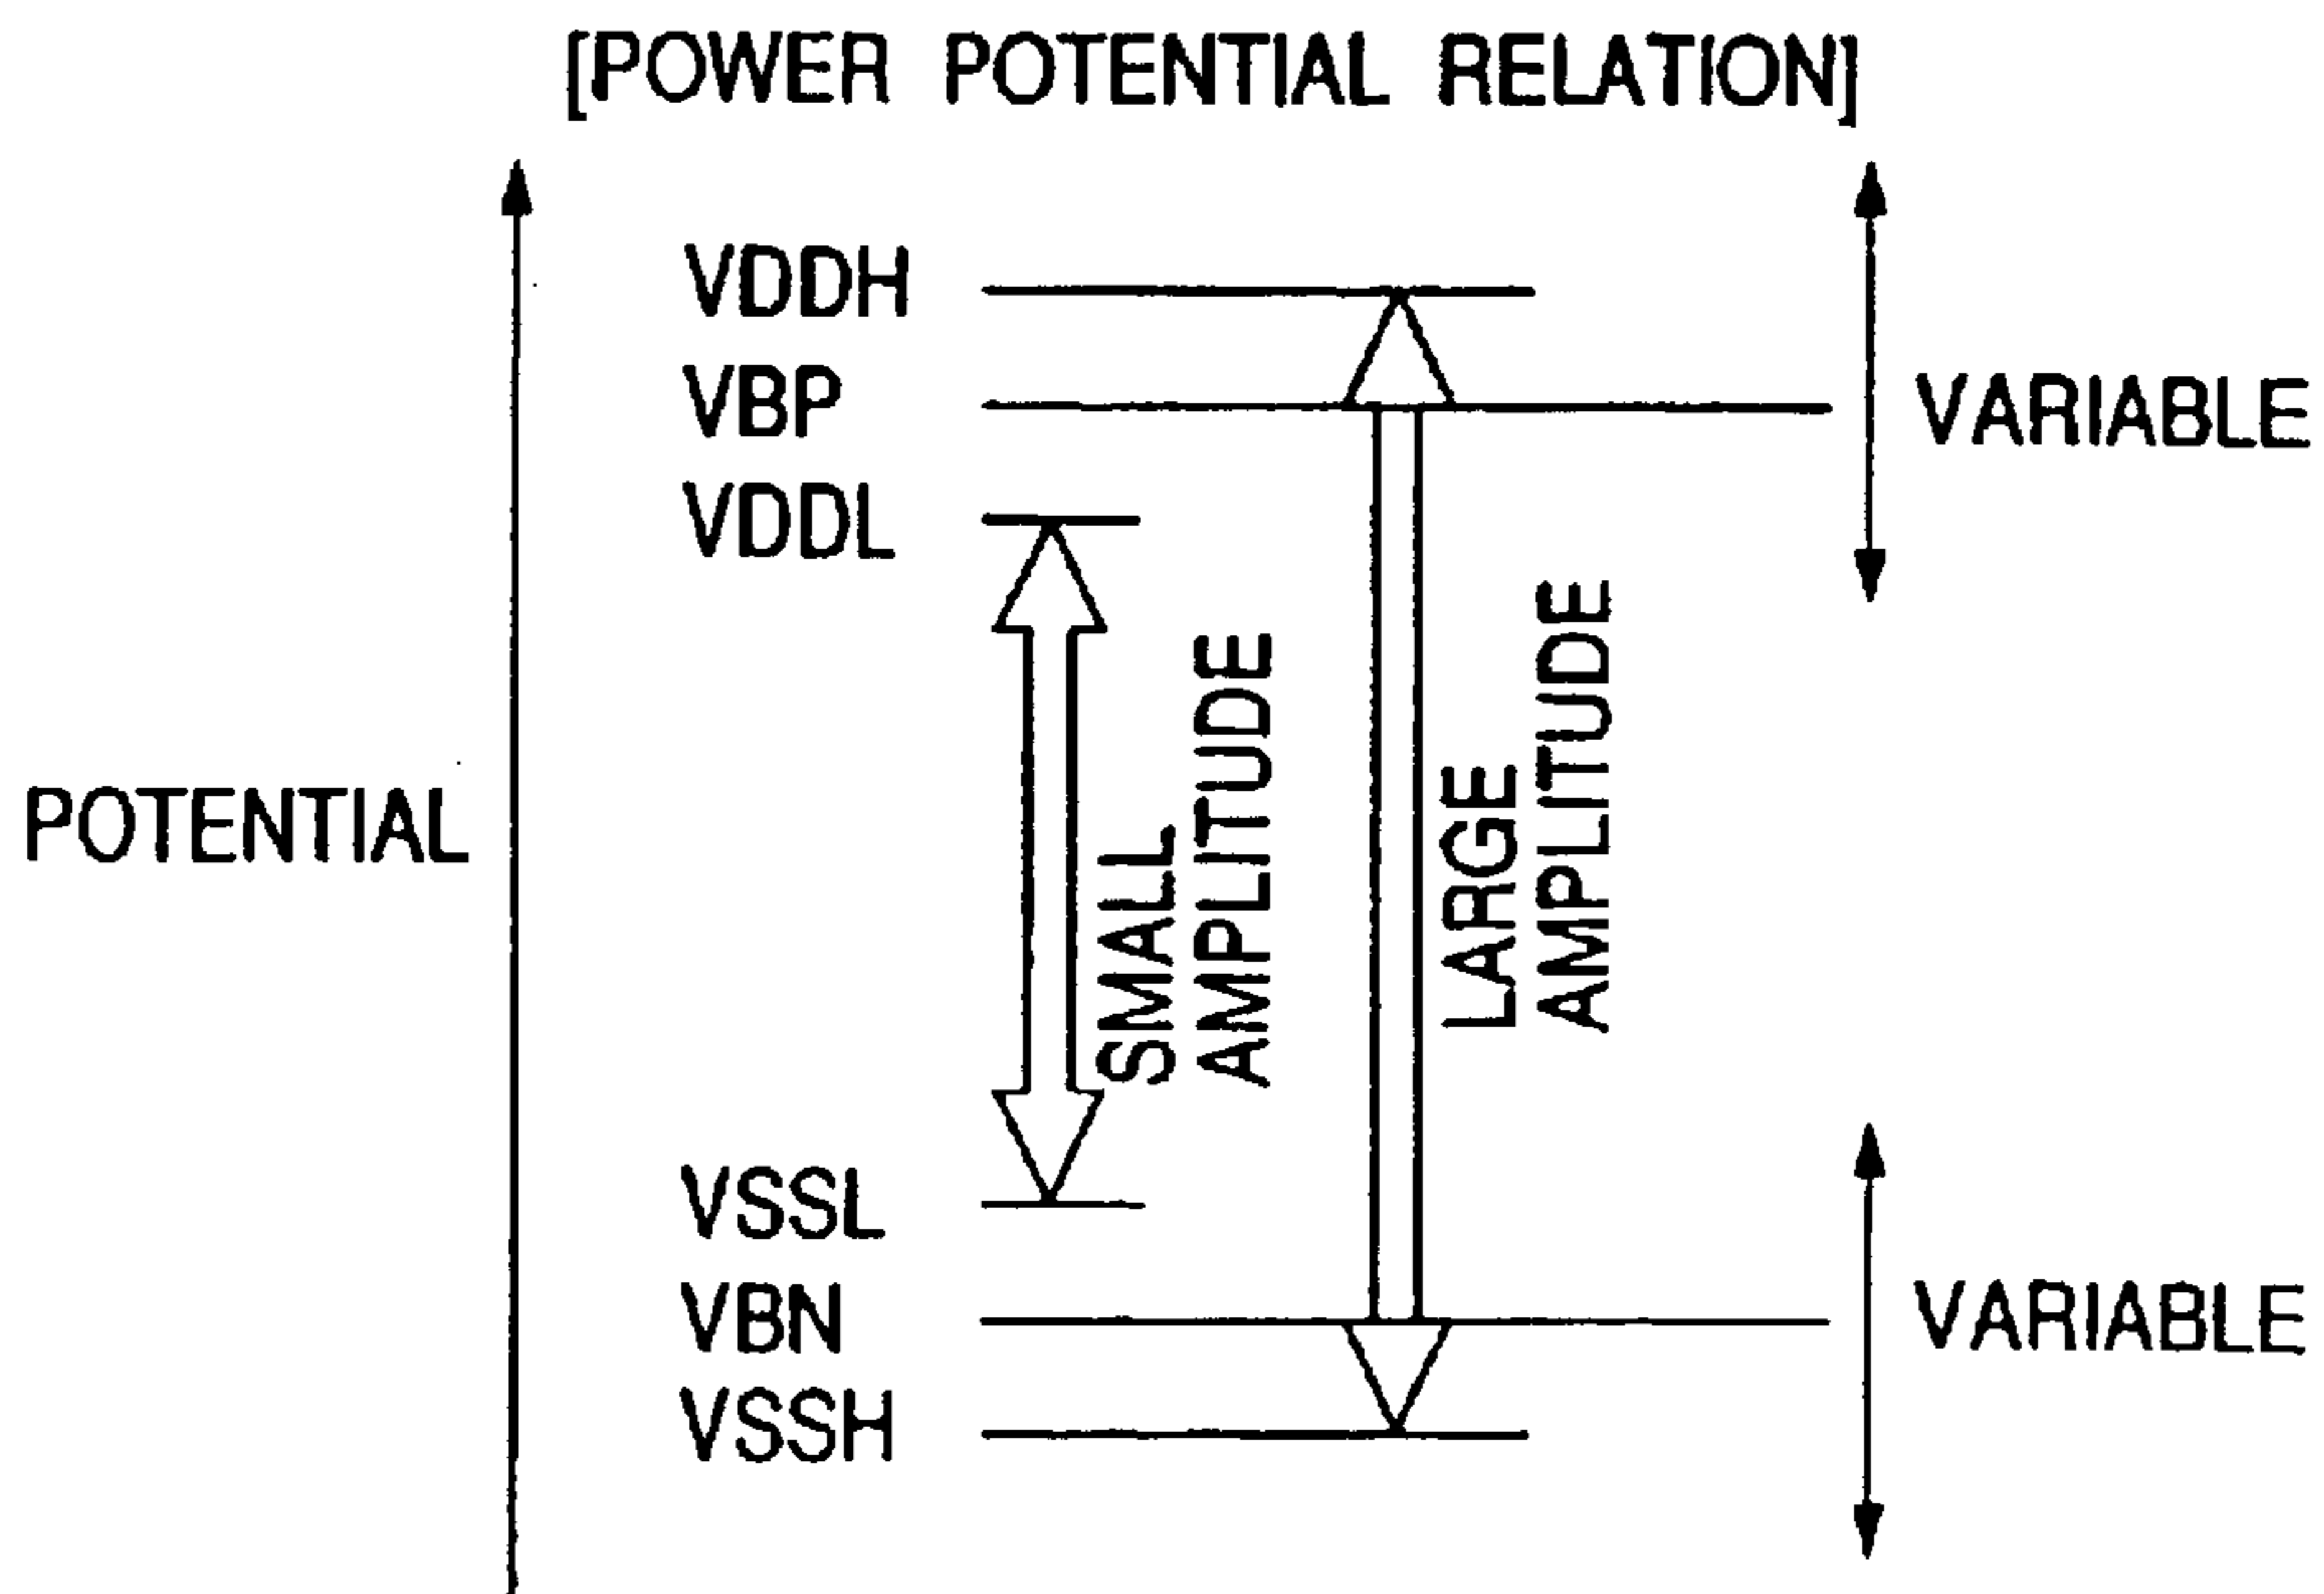 [POWER POTENTIAL RELATION]
VDDH
VBP
VARIABLE
VDDL
POTENTIAL
SMALL
AMPLITUDE
LARGE
AMPLITUDE
VSSL
VBN
VARIABLE
VSSH